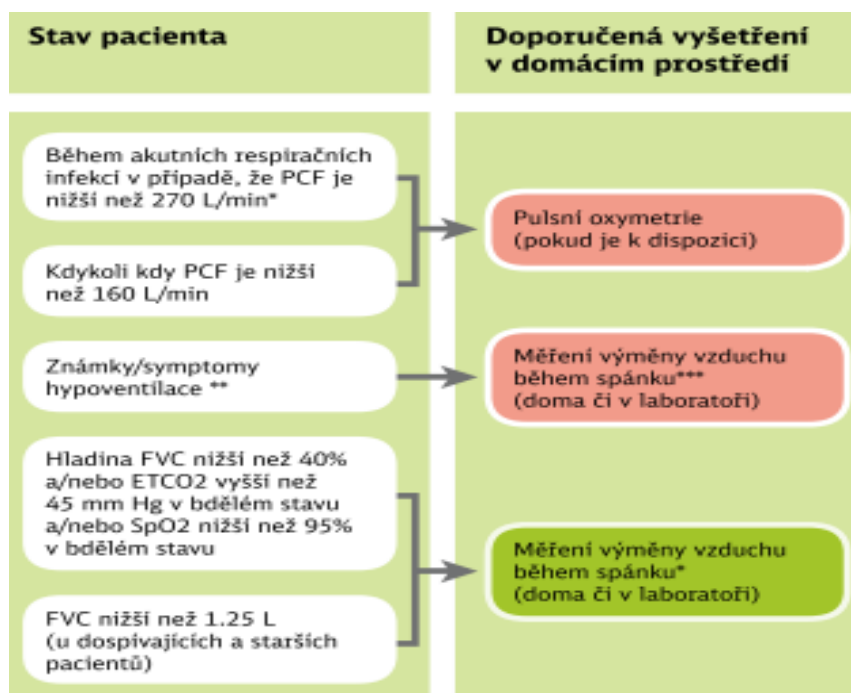 Stav pacienta
Doporučená vyšetření
v domácím prostředí
Během akutních respiračních
infekcí v případě, že PCF je
nižší než 270 L/min*
Kdykoli kdy PCF je nižší
než 160 L/min
Pulsní oxymetrie
(pokud je k dispozici)
Známky/symptomy
hypoventilace **
Měření výměny vzduchu
během spánku***
(doma či v laboratoři)
Hladina FVC nižší než 40%
a/nebo ETCO2 vyšší než
45 mm Hg v bdělém stavu
a/nebo SpO2 nižší než 95%
v bdělém stavu
FVC nižší než 1.25 L
(u dospívajících a starších
pacientů)
Měření výměny vzduchu
během spánku*
(doma či v laboratoři)